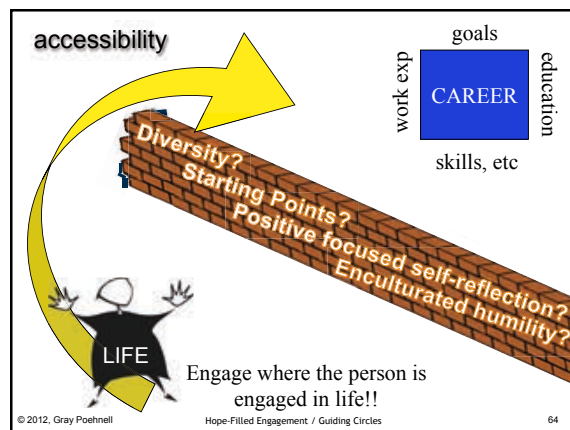 accessibility
goals
work exp
CAREER
education
skills, etc
Diversity?
Starting Points?
Positive focused self-reflection?
Enculturated humility?
LIFE
Engage where the person is
engaged in life!!
© 2012, Gray Poehnell
Hope-Filled Engagement / Guiding Circles
64